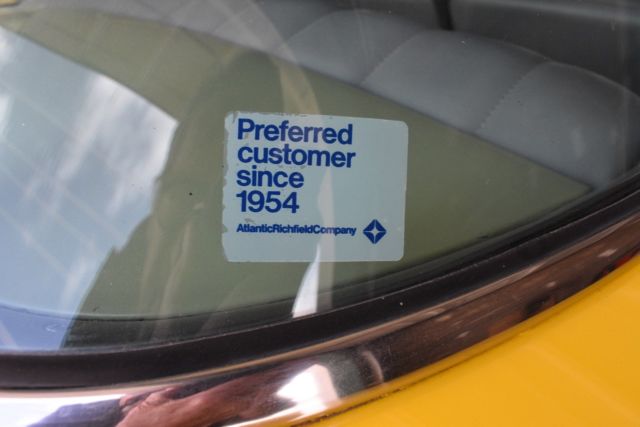 Preferred
customer
since
1954
AtlanticRichfieldCompany